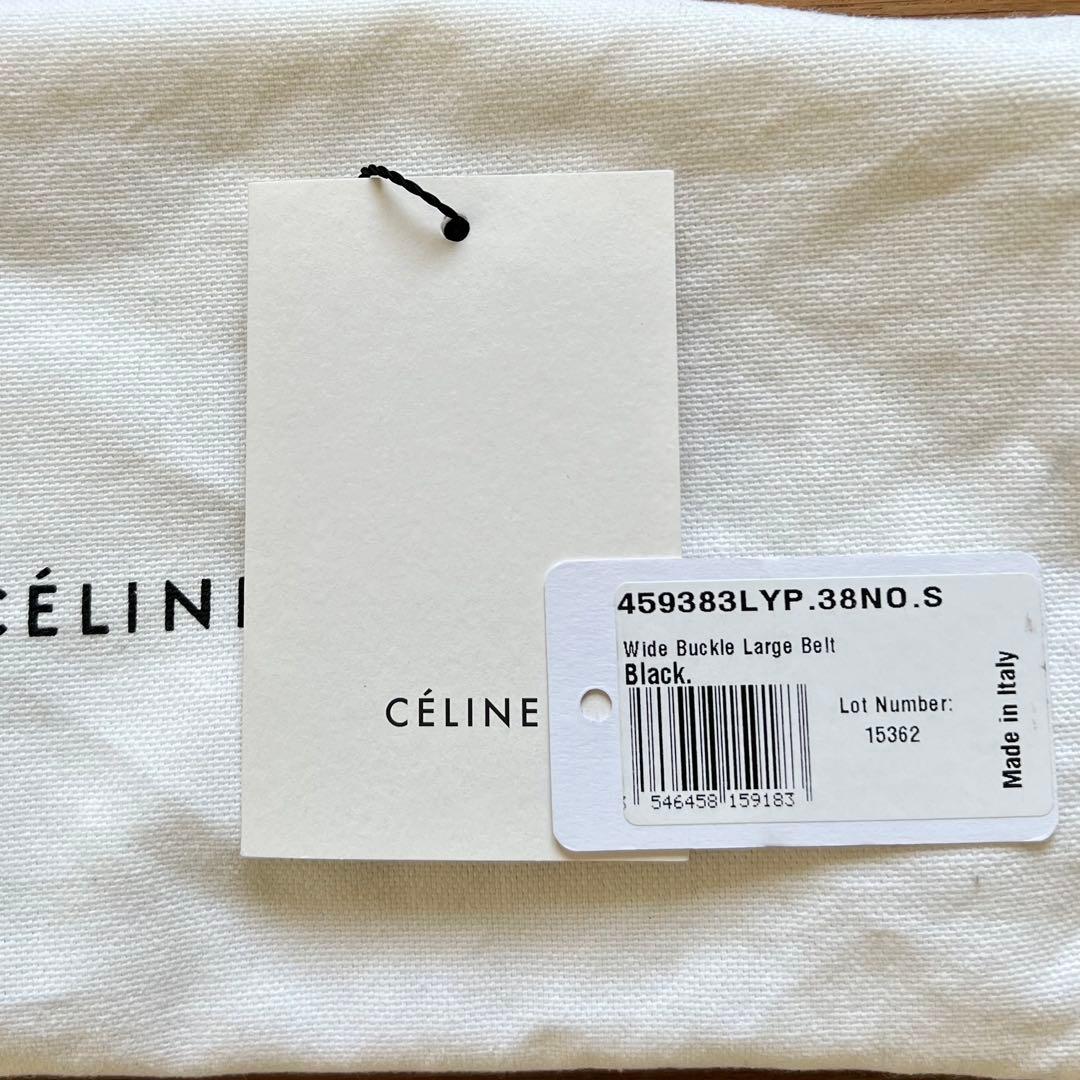 CÉLINE
CÉLINE
459383LYP.38NO.S
Wide Buckle Large Belt
Black.
Lot Number:
15362
546458 159183
Made in Italy